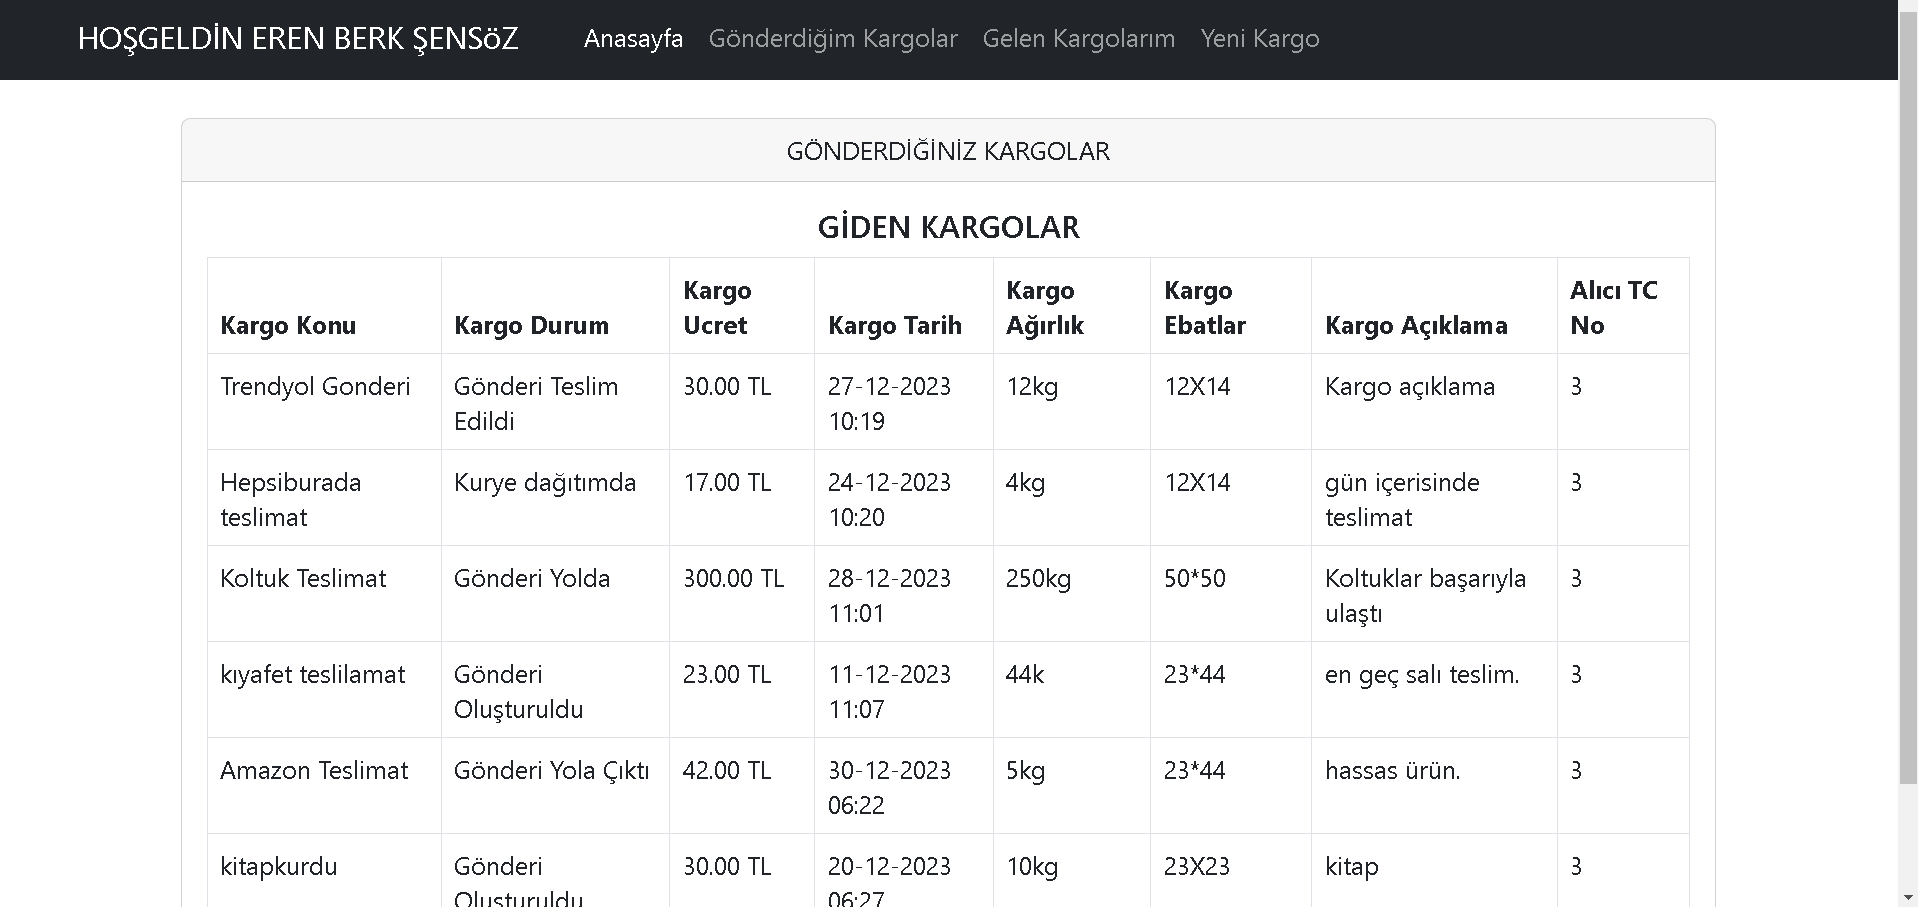 HOŞGELDİN EREN BERK ŞENSöZ Anasayfa Gönderdiğim Kargolar Gelen Kargolarım Yeni Kargo
GÖNDERDİĞİNİZ KARGOLAR
GİDEN KARGOLAR
Kargo Konu Kargo Durum Kargo Ucret Kargo Tarih Kargo Ağırlık Kargo Ebatlar Kargo Açıklama Alıcı TC No
Trendyol Gonderi Gönderi Teslim Edildi 30.00 TL 27-12-2023 10:19 12kg 12X14 Kargo açıklama 3
Hepsiburada teslimat Kurye dağıtımda 17.00 TL 24-12-2023 10:20 4kg 12X14 gün içerisinde teslimat 3
Koltuk Teslimat Gönderi Yolda 300.00 TL 28-12-2023 11:01 250kg 50*50 Koltuklar başarıyla ulaştı 3
kıyafet teslilamat Gönderi Oluşturuldu 23.00 TL 11-12-2023 11:07 44k 23*44 en geç salı teslim. 3
Amazon Teslimat Gönderi Yola Çıktı 42.00 TL 30-12-2023 06:22 5kg 23*44 hassas ürün. 3
kitapkurdu Gönderi Oluşturuldu 30.00 TL 20-12-2023 06:27 10kg 23X23 kitap 3